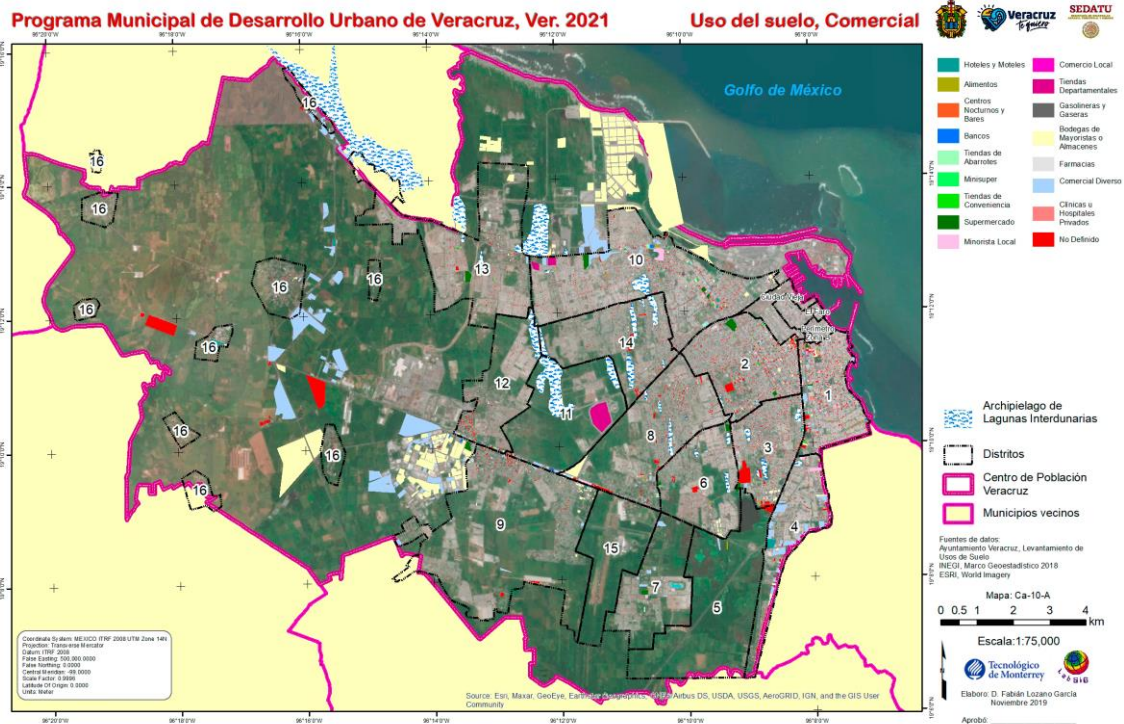 Programa Municipal de Desarrollo Urbano de Veracruz, Ver. 2021
Uso del suelo, Comercial
Veracruz
Te quiero
SEDATU
Hoteles y Moteles
Alimentos
Centros
Nocturnos y
Bares
Bancos
Tiendas de
Abarrotes
Minisuper
Tiendas de
Conveniencia
Supermercado
Minorista Local
Comercio Local
Tiendas
Departamentales
Gasolineras y
Gaseras
Bodegas de
Mayoristas o
Almacenes
Farmacias
Comercial Diverso
Clínicas u
Hospitales
Privados
No Definido
Golfo de México
16
16
16
16
16
16
16
16
16
16
13
10
14
12
11
2
1
8
3
6
4
9
15
7
5
Archipielago de
Lagunas Interdunarias
Distritos
Centro de Población
Veracruz
Municipios vecinos
Fuentes de datos:
Ayuntamiento Veracruz, Levantamiento de
Usos de Suelo
INEGI, Marco Geoestadístico 2018
ESRI, World Imagery
Mapa: Ca-10-A
0 0.5 1 2 3 4
km
Escala:1:75,000
Tecnológico
de Monterrey
Elaboro: D. Fabián Lozano García
Noviembre 2019
Aprobó:
Coordinate System: MEXICO ITRF 2008 UTM Zone 14N
Projection: Transverse Mercator
Datum: ITRF 2008
False Easting: 500,000.0000
False Northing: 0.0000
Central Meridian: -99.0000
Scale Factor: 0.9996
Latitude Of Origin: 0.0000
Units: Meter
Source: Esri, Maxar, GeoEye, Earthstar Geographics, CNES/Airbus DS, USDA, USGS, AeroGRID, IGN, and the GIS User
Community